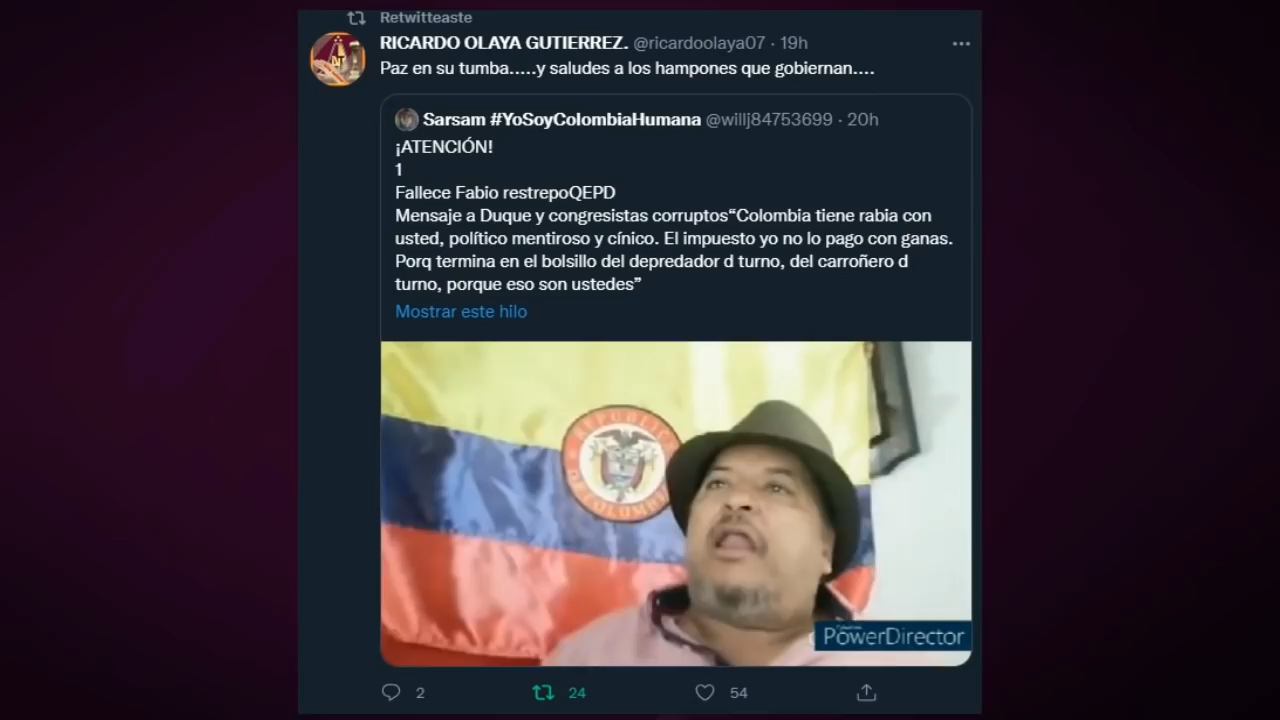 Retwitteaste
RICARDO OLAYA GUTIERREZ. @ricardoolaya07 · 19h
Paz en su tumba.....y saludes a los hampones que gobiernan....
Sarsam #YoSoyColombiaHumana @willj84753699 · 20h
¡ATENCIÓN!
1
Fallece Fabio restrepoQEPD
Mensaje a Duque y congresistas corruptos“Colombia tiene rabia con
usted, político mentiroso y cínico. El impuesto yo no lo pago con ganas.
Porq termina en el bolsillo del depredador d turno, del carroñero d
turno, porque eso son ustedes”
Mostrar este hilo
REPUBLICA
DE COLOMBIA
PowerDirector
2
24
54